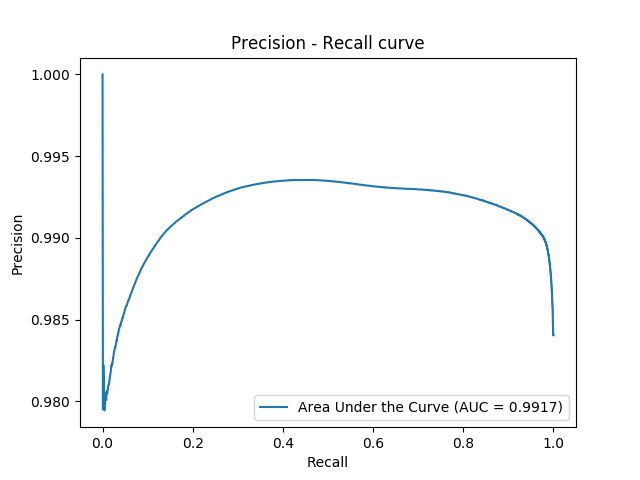 Precision - Recall curve
1.000
0.995
0.990
0.985
0.980
Precision
0.0 0.2 0.4 0.6 0.8 1.0
Recall
Area Under the Curve (AUC = 0.9917)